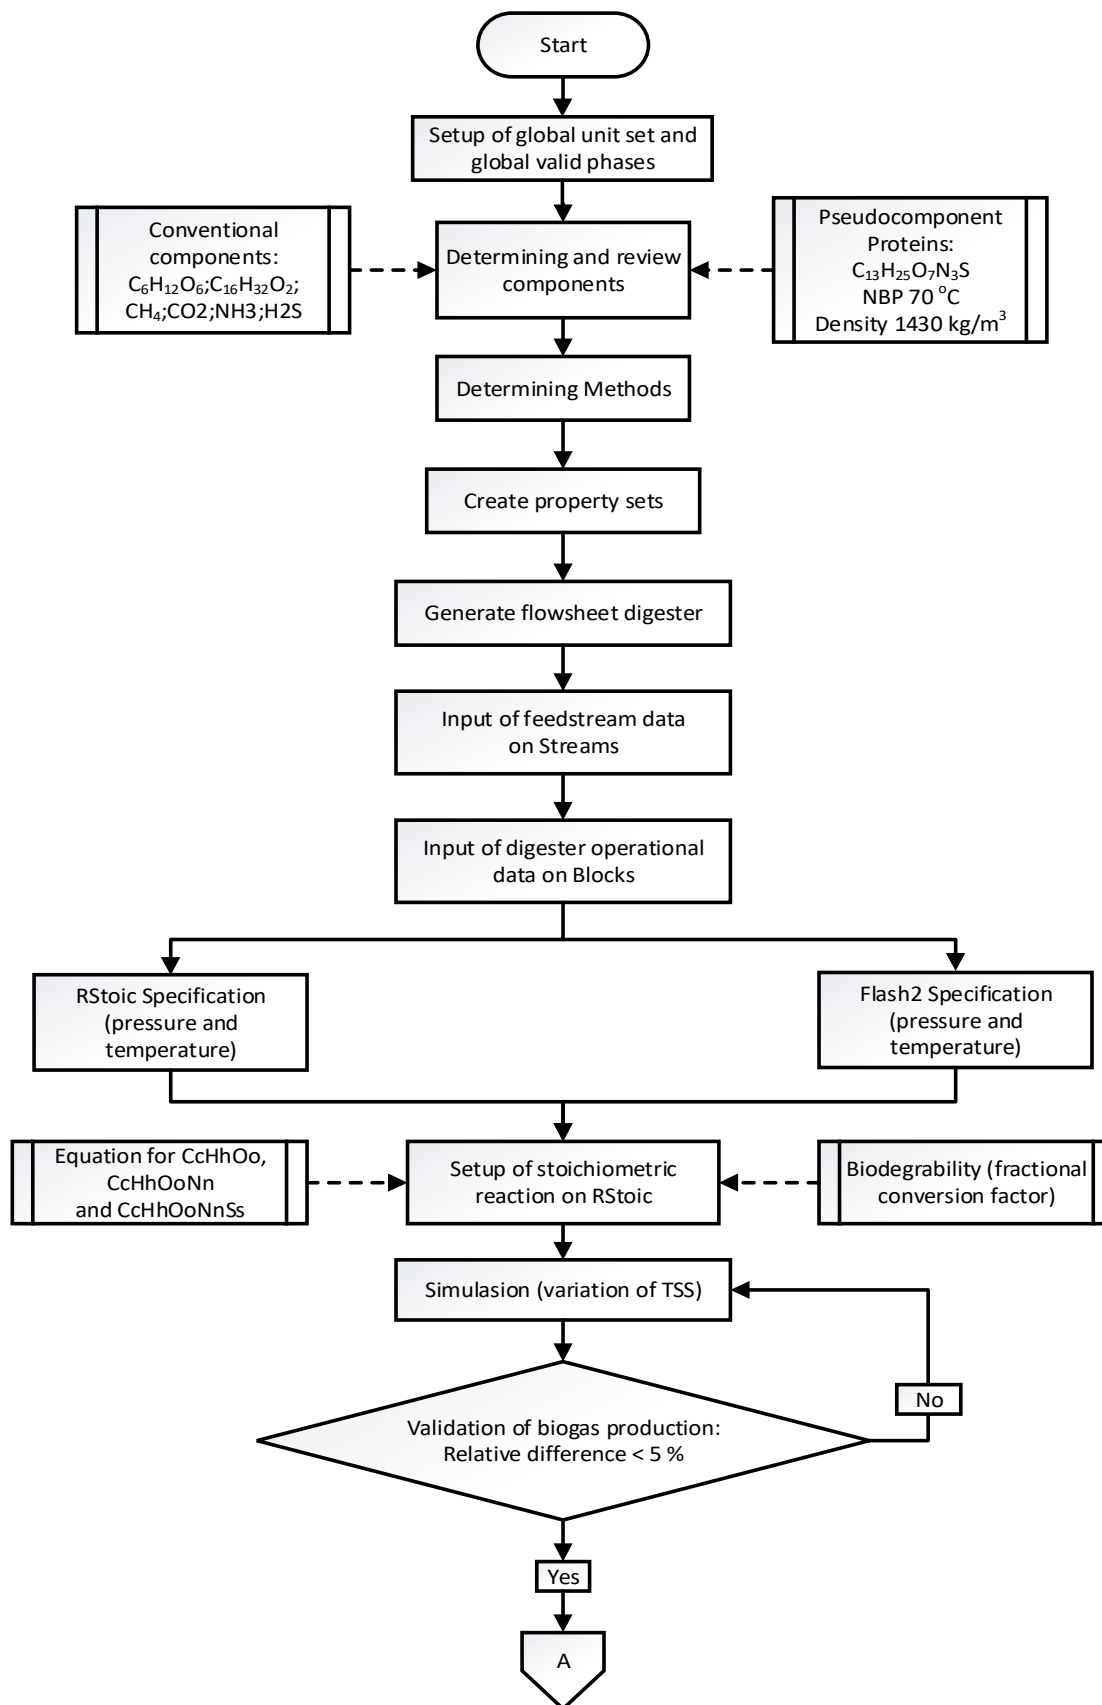 Start
Setup of global unit set and
global valid phases
Conventional
components:
C₆H₁₂O₆;C₁₆H₃₂O₂;
CH₄;CO2;NH3;H2S
Determining and review
components
Pseudocomponent
Proteins:
C₁₃H₂₅O₇N₃S
NBP 70 °C
Density 1430 kg/m³
Determining Methods
Create property sets
Generate flowsheet digester
Input of feedstream data
on Streams
Input of digester operational
data on Blocks
RStoic Specification
(pressure and
temperature)
Flash2 Specification
(pressure and
temperature)
Equation for CcHhOo,
CcHhOoNn
and CcHhOoNnSs
Setup of stoichiometric
reaction on RStoic
Biodegrability (fractional
conversion factor)
Simulasion (variation of TSS)
No
Validation of biogas production:
Relative difference < 5 %
Yes
A